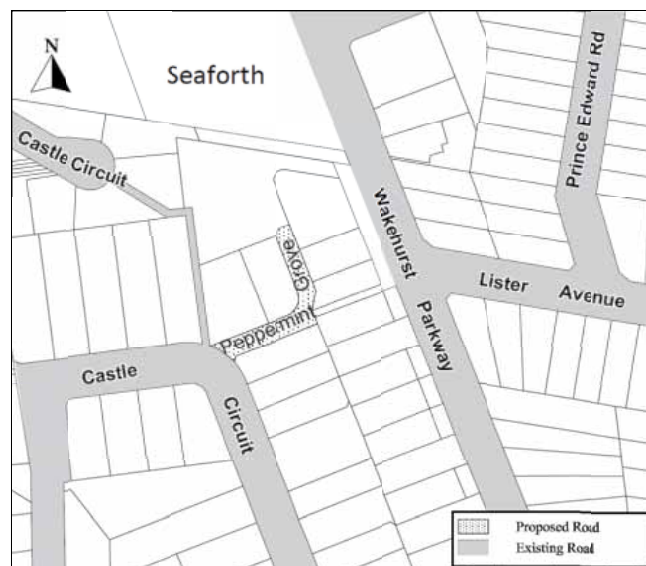 N
Seaforth
Castle Circuit
Prince Edward Rd
Wakehurst
Parkway
Lister Avenue
Grove
Peppermint
Castle
Circuit
Proposed Road
Existing Road